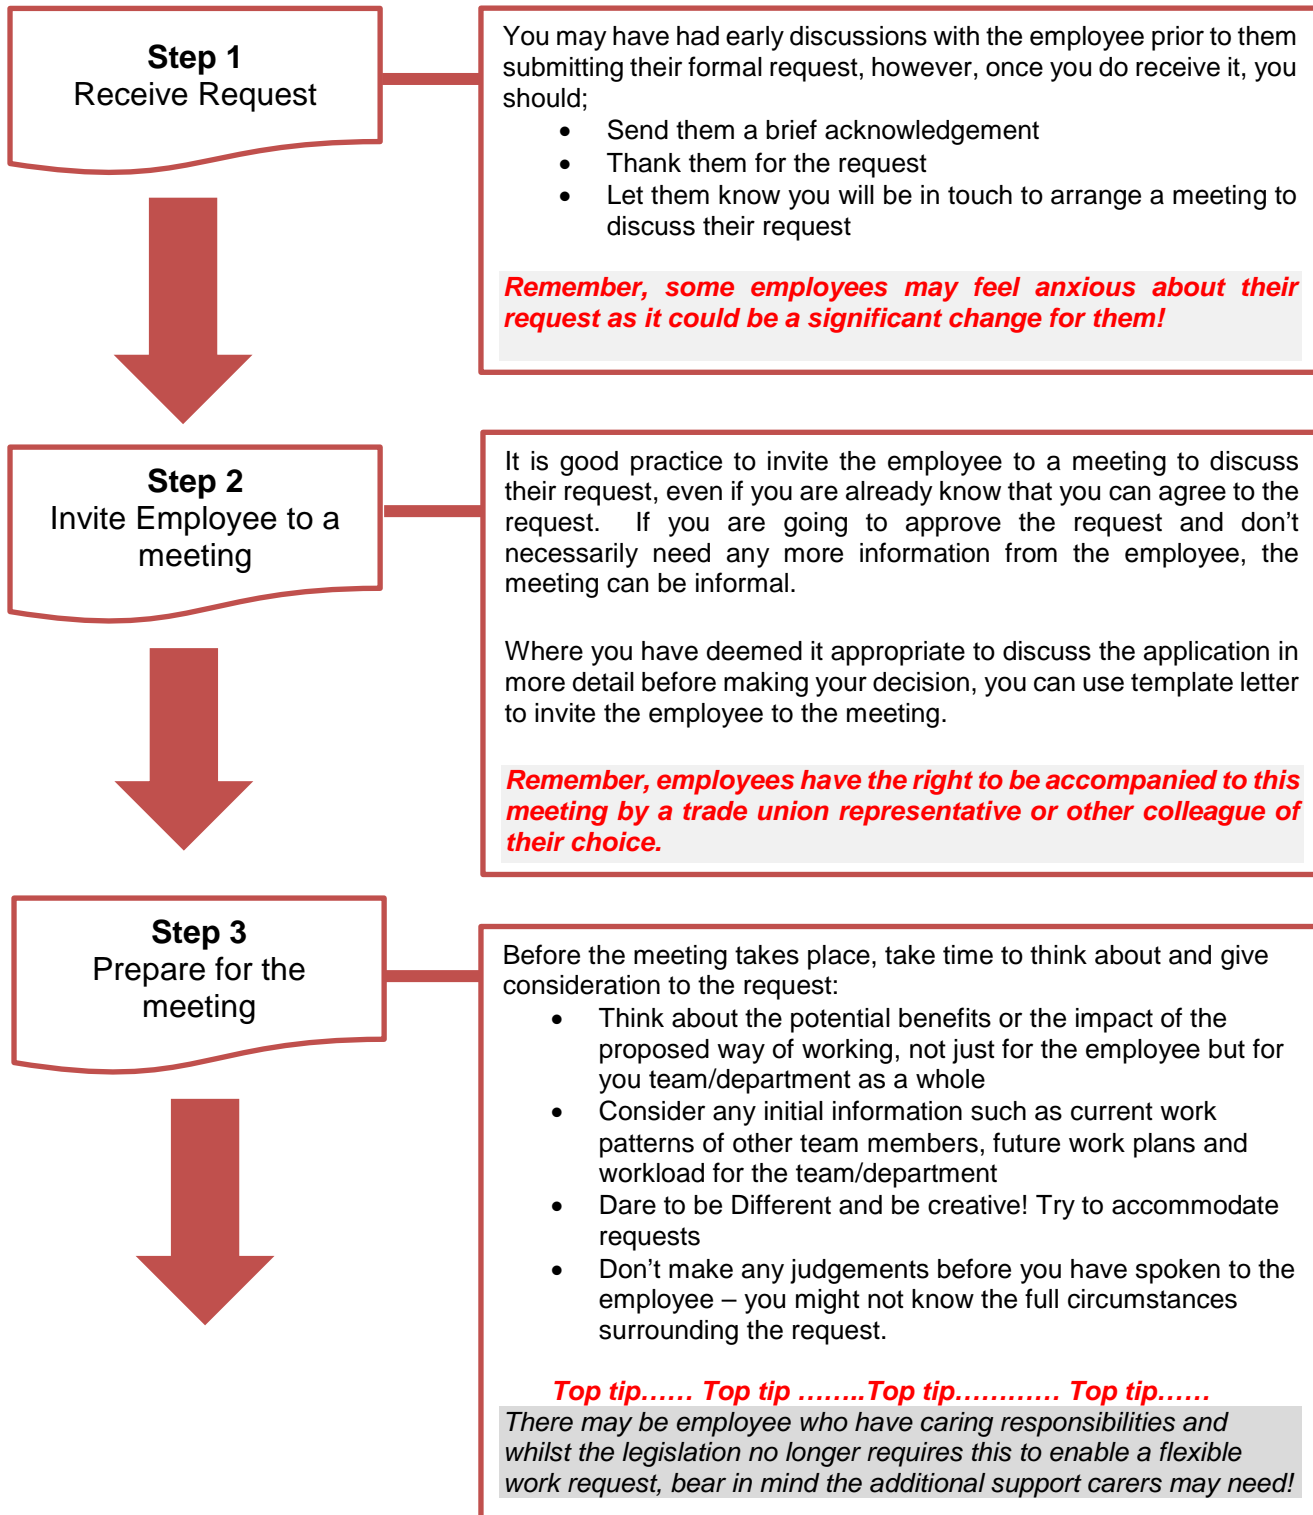 Step 1
Receive Request
You may have had early discussions with the employee prior to them
submitting their formal request, however, once you do receive it, you
should;
• Send them a brief acknowledgement
• Thank them for the request
• Let them know you will be in touch to arrange a meeting to
discuss their request
Remember, some employees may feel anxious about their
request as it could be a significant change for them!
Step 2
Invite Employee to a
meeting
It is good practice to invite the employee to a meeting to discuss
their request, even if you are already know that you can agree to the
request. If you are going to approve the request and don't
necessarily need any more information from the employee, the
meeting can be informal.
Where you have deemed it appropriate to discuss the application in
more detail before making your decision, you can use template letter
to invite the employee to the meeting.
Remember, employees have the right to be accompanied to this
meeting by a trade union representative or other colleague of
their choice.
Step 3
Prepare for the
meeting
Before the meeting takes place, take time to think about and give
consideration to the request:
• Think about the potential benefits or the impact of the
proposed way of working, not just for the employee but for
you team/department as a whole
• Consider any initial information such as current work
patterns of other team members, future work plans and
workload for the team/department
• Dare to be Different and be creative! Try to accommodate
requests
• Don't make any judgements before you have spoken to the
employee – you might not know the full circumstances
surrounding the request.
Top tip…… Top tip ……..Top tip………… Top tip……
There may be employee who have caring responsibilities and
whilst the legislation no longer requires this to enable a flexible
work request, bear in mind the additional support carers may need!